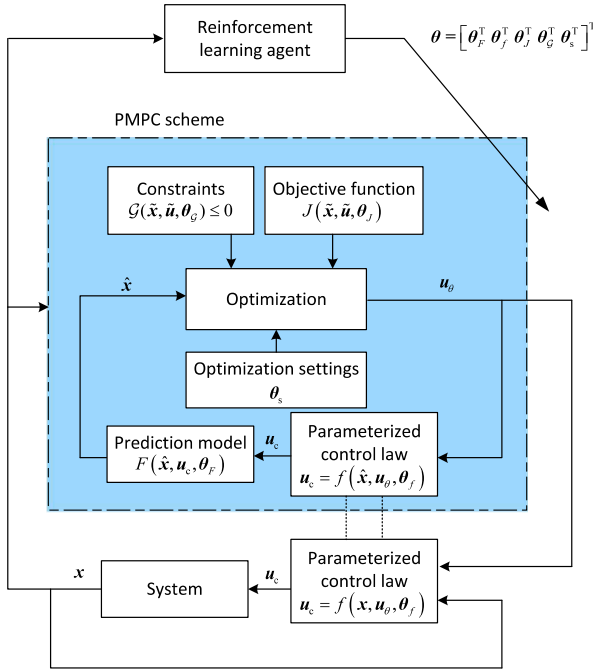 Reinforcement
learning agent
𝜽 = [𝜽_F^T 𝜽_f^T 𝜽_J^T 𝜽_𝒢^T 𝜽_s^T]^T
PMPC scheme
Constraints
𝒢(x̃, ũ, 𝜽_𝒢) ≤ 0
Objective function
J(x̃, ũ, 𝜽_J)
x̂
Optimization
u_θ
Optimization settings
𝜽_s
Prediction model
F(x̂, u_c, 𝜽_F)
u_c
Parameterized
control law
u_c = f(x̂, u_θ, 𝜽_f)
x
System
u_c
Parameterized
control law
u_c = f(x, u_θ, 𝜽_f)